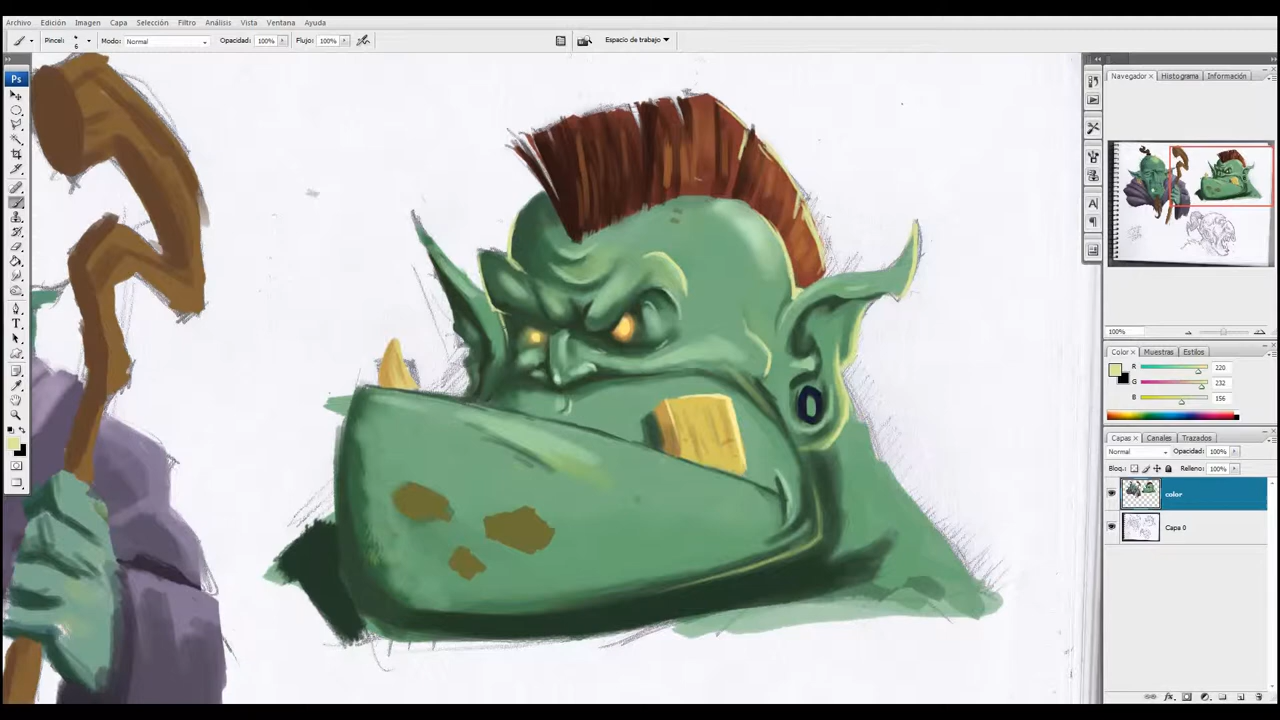 Archivo Edición Imagen Capa Selección Filtro Análisis Vista Ventana Ayuda
Pincel: 6 Modo: Normal Opacidad: 100% Flujo: 100% Espacio de trabajo
Ps
Navegador Histograma Información
100%
Color Muestras Estilos
R 220
G 232
B 156
Capas Canales Trazados
Normal Opacidad: 100%
Bloq.: Relleno: 100%
color
Capa 0